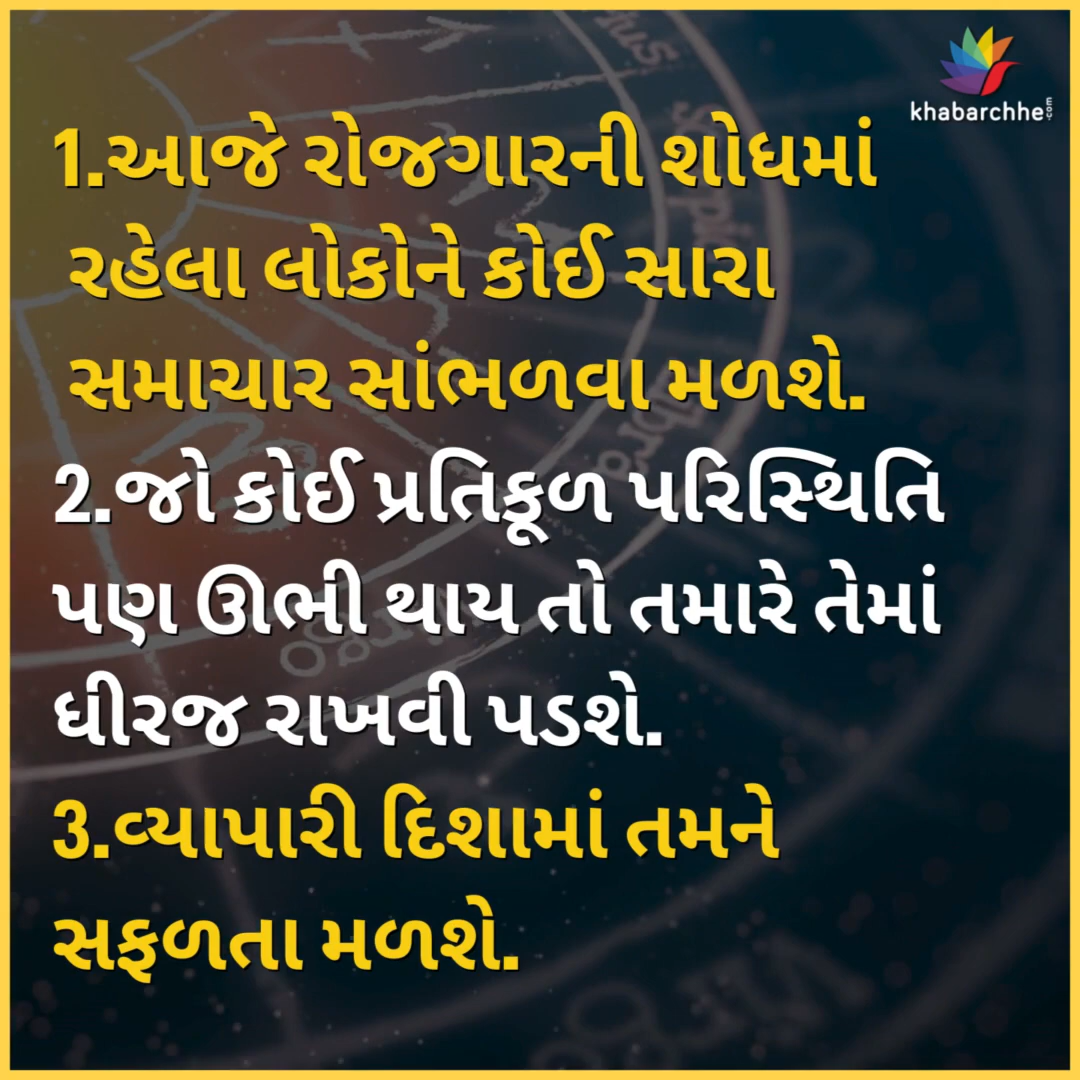 khabarchhe.com
1.આજે રોજગારની શોધમાં
રહેલા લોકોને કોઈ સારા
સમાચાર સાંભળવા મળશે.
2.જો કોઈ પ્રતિકૂળ પરિસ્થિતિ
પણ ઊભી થાય તો તમારે તેમાં
ધીરજ રાખવી પડશે.
3.વ્યાપારી દિશામાં તમને
સફળતા મળશે.